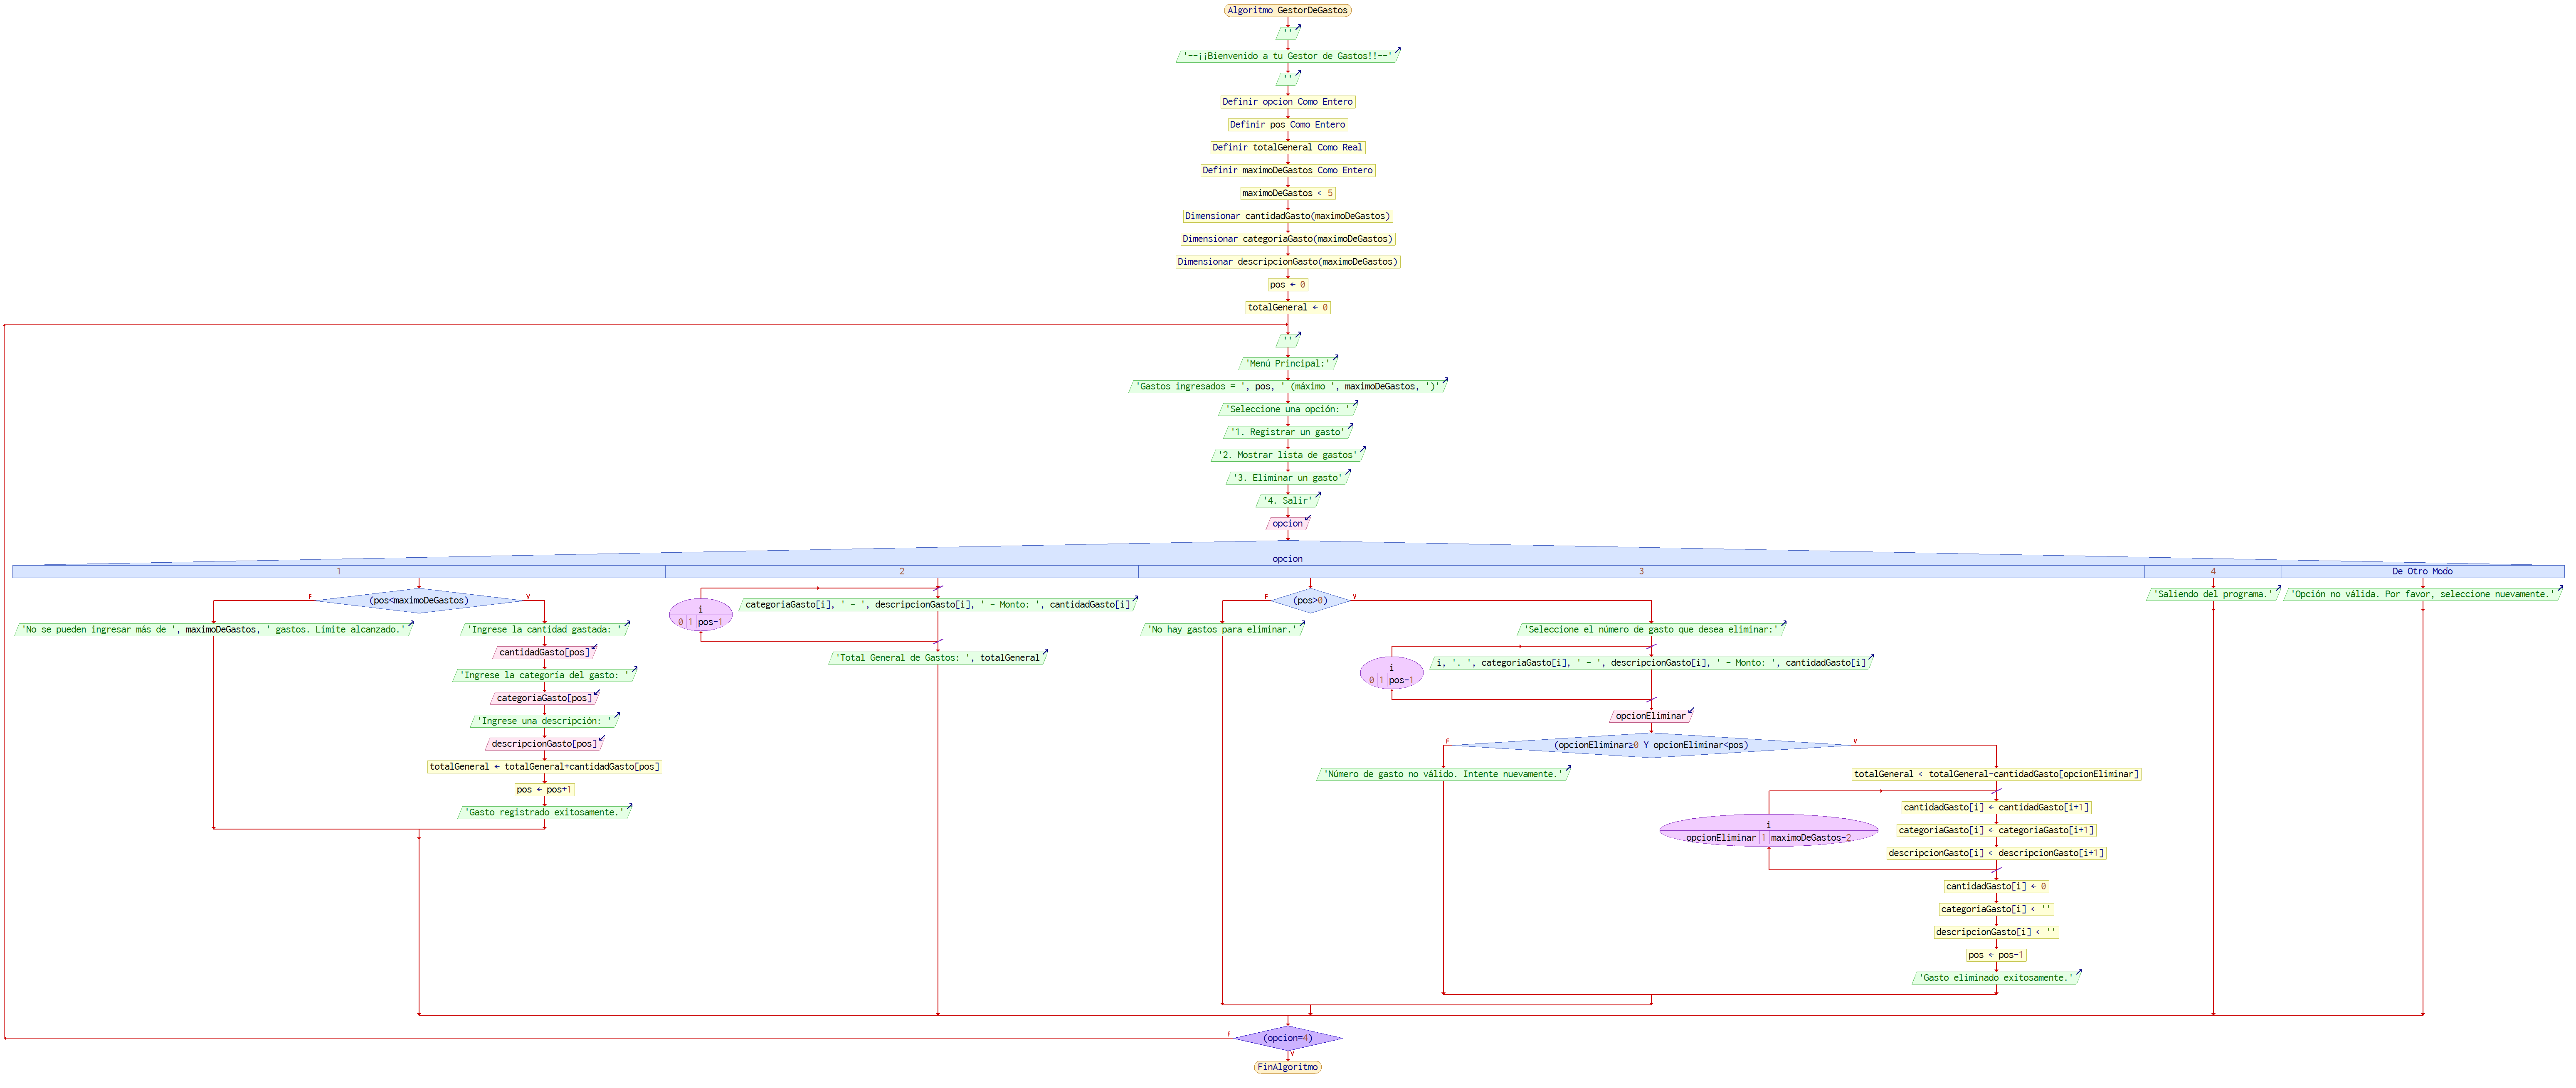 Algoritmo GestorDeGastos
''
'--¡¡Bienvenido a tu Gestor de Gastos!!--'
''
Definir opcion Como Entero
Definir pos Como Entero
Definir totalGeneral Como Real
Definir maximoDeGastos Como Entero
maximoDeGastos ← 5
Dimensionar cantidadGasto(maximoDeGastos)
Dimensionar categoriaGasto(maximoDeGastos)
Dimensionar descripcionGasto(maximoDeGastos)
pos ← 0
totalGeneral ← 0
''
'Menú Principal:'
'Gastos ingresados = ', pos, ' (máximo ', maximoDeGastos, ')'
'Seleccione una opción: '
'1. Registrar un gasto'
'2. Mostrar lista de gastos'
'3. Eliminar un gasto'
'4. Salir'
opcion
opcion
1
2
3
4
De Otro Modo
F
(pos<maximoDeGastos)
V
'No se pueden ingresar más de ', maximoDeGastos, ' gastos. Límite alcanzado.'
'Ingrese la cantidad gastada: '
cantidadGasto[pos]
'Ingrese la categoría del gasto: '
categoriaGasto[pos]
'Ingrese una descripción: '
descripcionGasto[pos]
totalGeneral ← totalGeneral+cantidadGasto[pos]
pos ← pos+1
'Gasto registrado exitosamente.'
i
0 1 pos-1
categoriaGasto[i], ' - ', descripcionGasto[i], ' - Monto: ', cantidadGasto[i]
'Total General de Gastos: ', totalGeneral
F
(pos>0)
V
'No hay gastos para eliminar.'
'Seleccione el número de gasto que desea eliminar:'
i
0 1 pos-1
i, '. ', categoriaGasto[i], ' - ', descripcionGasto[i], ' - Monto: ', cantidadGasto[i]
opcionEliminar
F
(opcionEliminar≥0 Y opcionEliminar<pos)
V
'Número de gasto no válido. Intente nuevamente.'
totalGeneral ← totalGeneral-cantidadGasto[opcionEliminar]
i
opcionEliminar 1 maximoDeGastos-2
cantidadGasto[i] ← cantidadGasto[i+1]
categoriaGasto[i] ← categoriaGasto[i+1]
descripcionGasto[i] ← descripcionGasto[i+1]
cantidadGasto[i] ← 0
categoriaGasto[i] ← ''
descripcionGasto[i] ← ''
pos ← pos-1
'Gasto eliminado exitosamente.'
'Saliendo del programa.'
'Opción no válida. Por favor, seleccione nuevamente.'
F
(opcion=4)
V
FinAlgoritmo